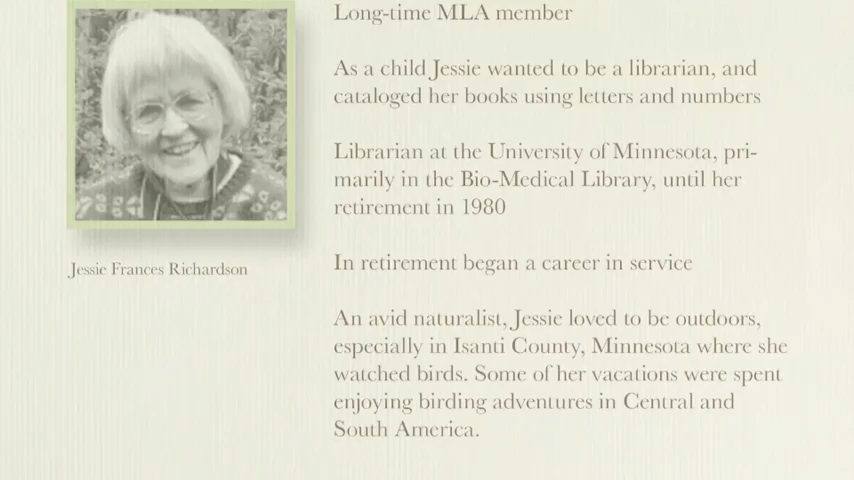 Long-time MLA member
As a child Jessie wanted to be a librarian, and
cataloged her books using letters and numbers
Librarian at the University of Minnesota, pri-
marily in the Bio-Medical Library, until her
retirement in 1980
Jessie Frances Richardson
In retirement began a career in service
An avid naturalist, Jessie loved to be outdoors,
especially in Isanti County, Minnesota where she
watched birds. Some of her vacations were spent
enjoying birding adventures in Central and
South America.